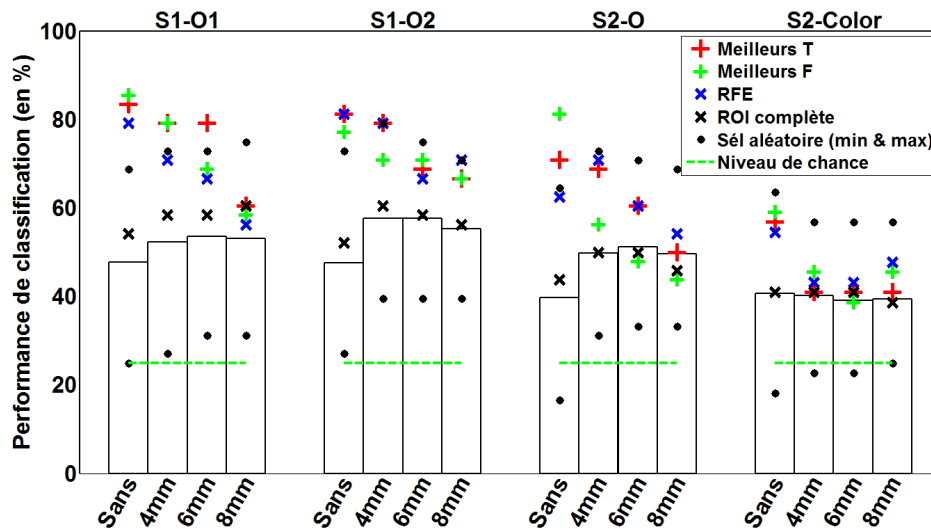 S1-O1 S1-O2 S2-O S2-Color
Performance de classification (en %)
100
80
60
40
20
0
Meilleurs T
Meilleurs F
RFE
ROI complète
Sél aléatoire (min & max)
Niveau de chance
Sans 4mm 6mm 8mm Sans 4mm 6mm 8mm Sans 4mm 6mm 8mm Sans 4mm 6mm 8mm